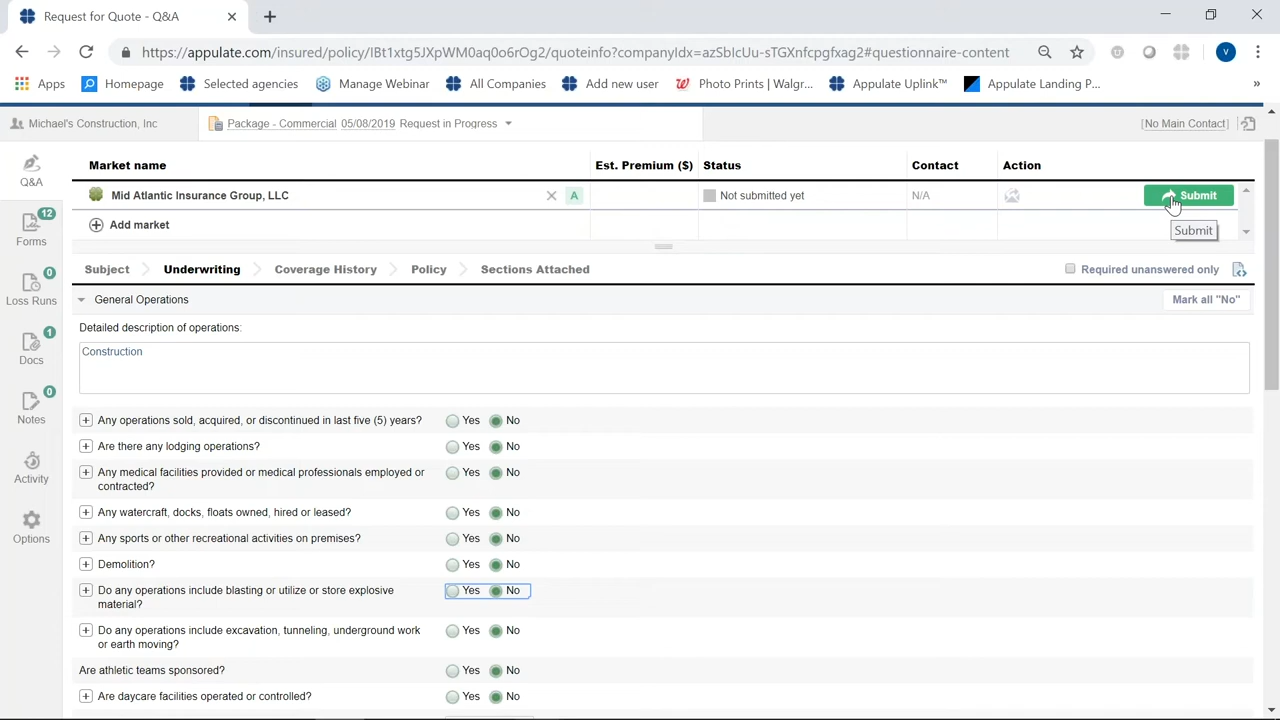 Request for Quote - Q&A
https://appulate.com/insured/policy/IBt1xtg5JXpWM0aq0o6rOg2/quoteinfo?companyIdx=azSblcUu-sTGXnfcpgfxag2#questionnaire-content
V
Apps Homepage Selected agencies Manage Webinar All Companies Add new user Photo Prints | Walgr... Appulate Uplink™ Appulate Landing P... »
Michael's Construction, Inc Package - Commercial 05/08/2019 Request in Progress [No Main Contact]
Q&A
Market name Est. Premium ($) Status Contact Action
Mid Atlantic Insurance Group, LLC A Not submitted yet N/A Submit
Add market
Submit
12
Forms
Subject Underwriting Coverage History Policy Sections Attached Required unanswered only
0
Loss Runs
General Operations Mark all "No"
Detailed description of operations:
Construction
1
Docs
0
Notes
Any operations sold, acquired, or discontinued in last five (5) years? Yes No
Are there any lodging operations? Yes No
Any medical facilities provided or medical professionals employed or
contracted? Yes No
Activity
Any watercraft, docks, floats owned, hired or leased? Yes No
Any sports or other recreational activities on premises? Yes No
Options
Demolition? Yes No
Do any operations include blasting or utilize or store explosive
material? Yes No
Do any operations include excavation, tunneling, underground work
or earth moving? Yes No
Are athletic teams sponsored? Yes No
Are daycare facilities operated or controlled? Yes No